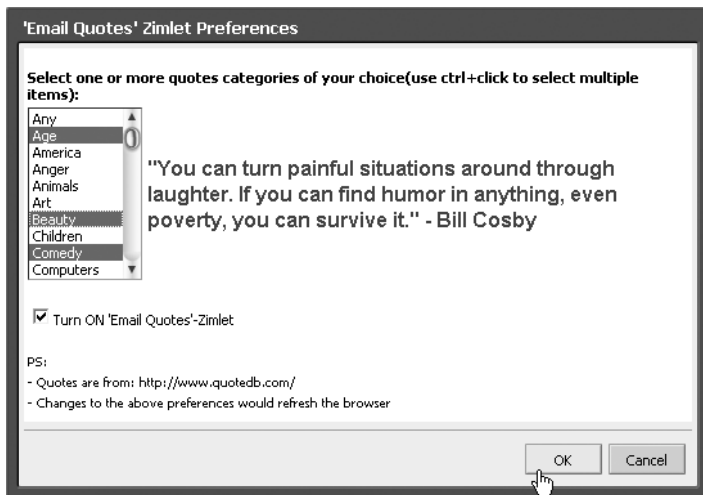 'Email Quotes' Zimlet Preferences
Select one or more quotes categories of your choice(use ctrl+click to select multiple
items):
Any
Age
America
Anger
Animals
Art
Beauty
Children
Comedy
Computers
"You can turn painful situations around through
laughter. If you can find humor in anything, even
poverty, you can survive it." - Bill Cosby
Turn ON 'Email Quotes'-Zimlet
PS:
- Quotes are from: http://www.quotedb.com/
- Changes to the above preferences would refresh the browser
OK
Cancel